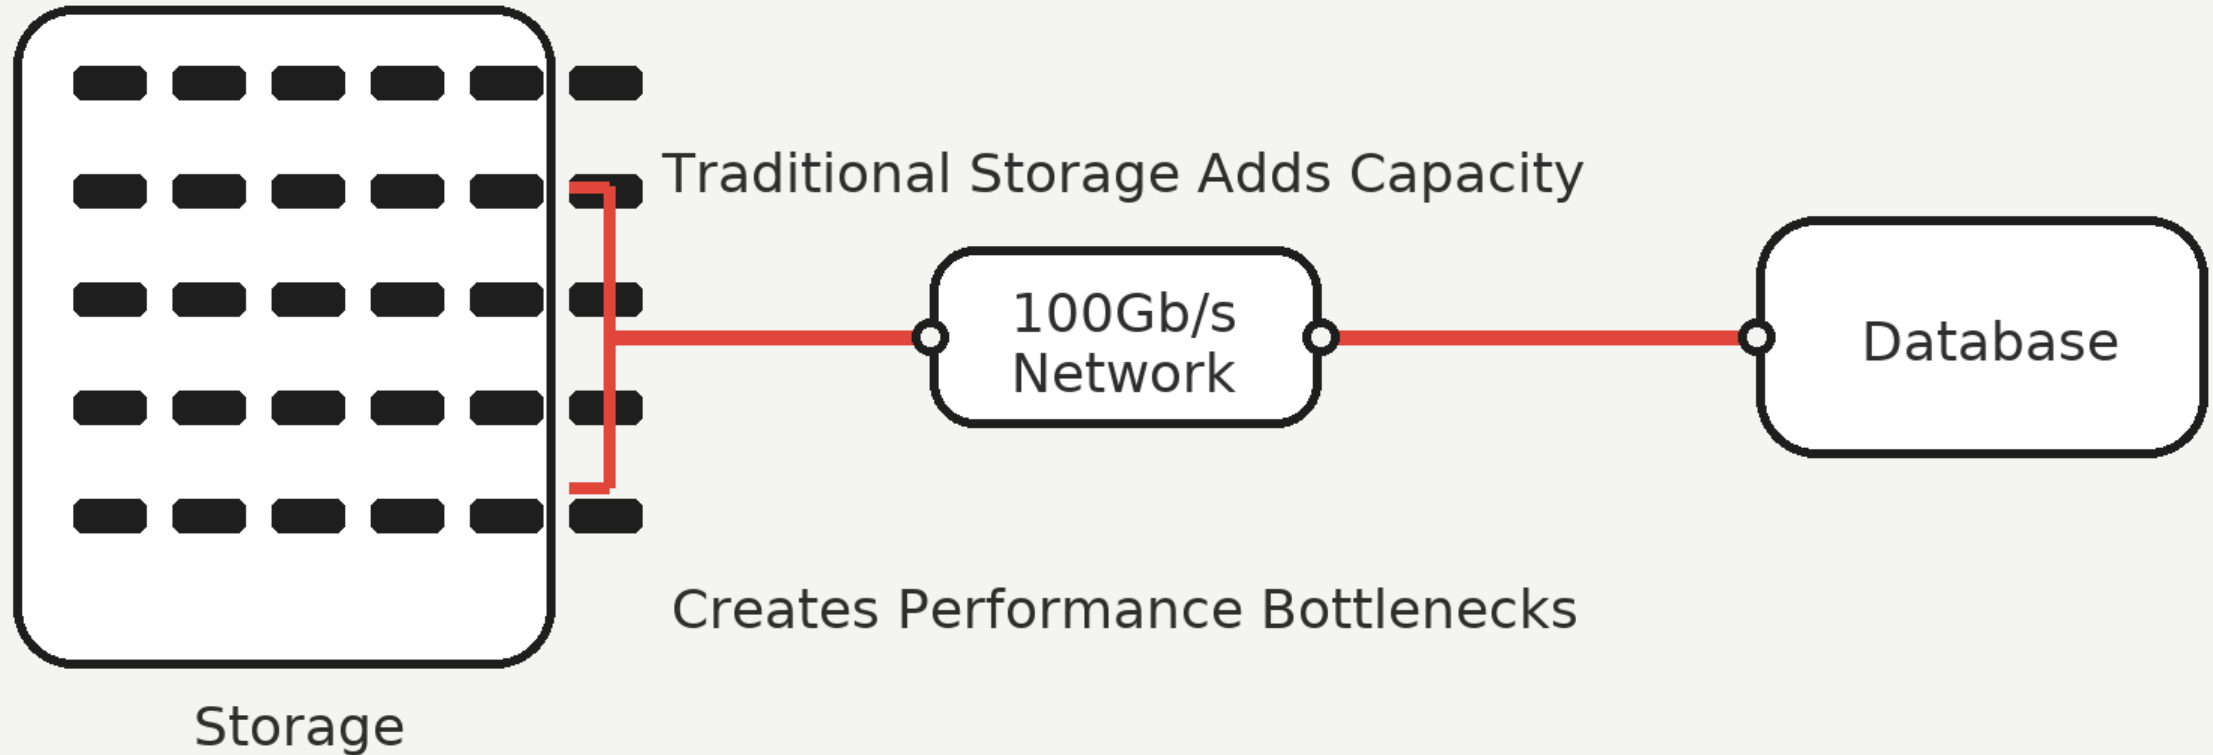 Traditional Storage Adds Capacity
100Gb/s
Network
Database
Creates Performance Bottlenecks
Storage